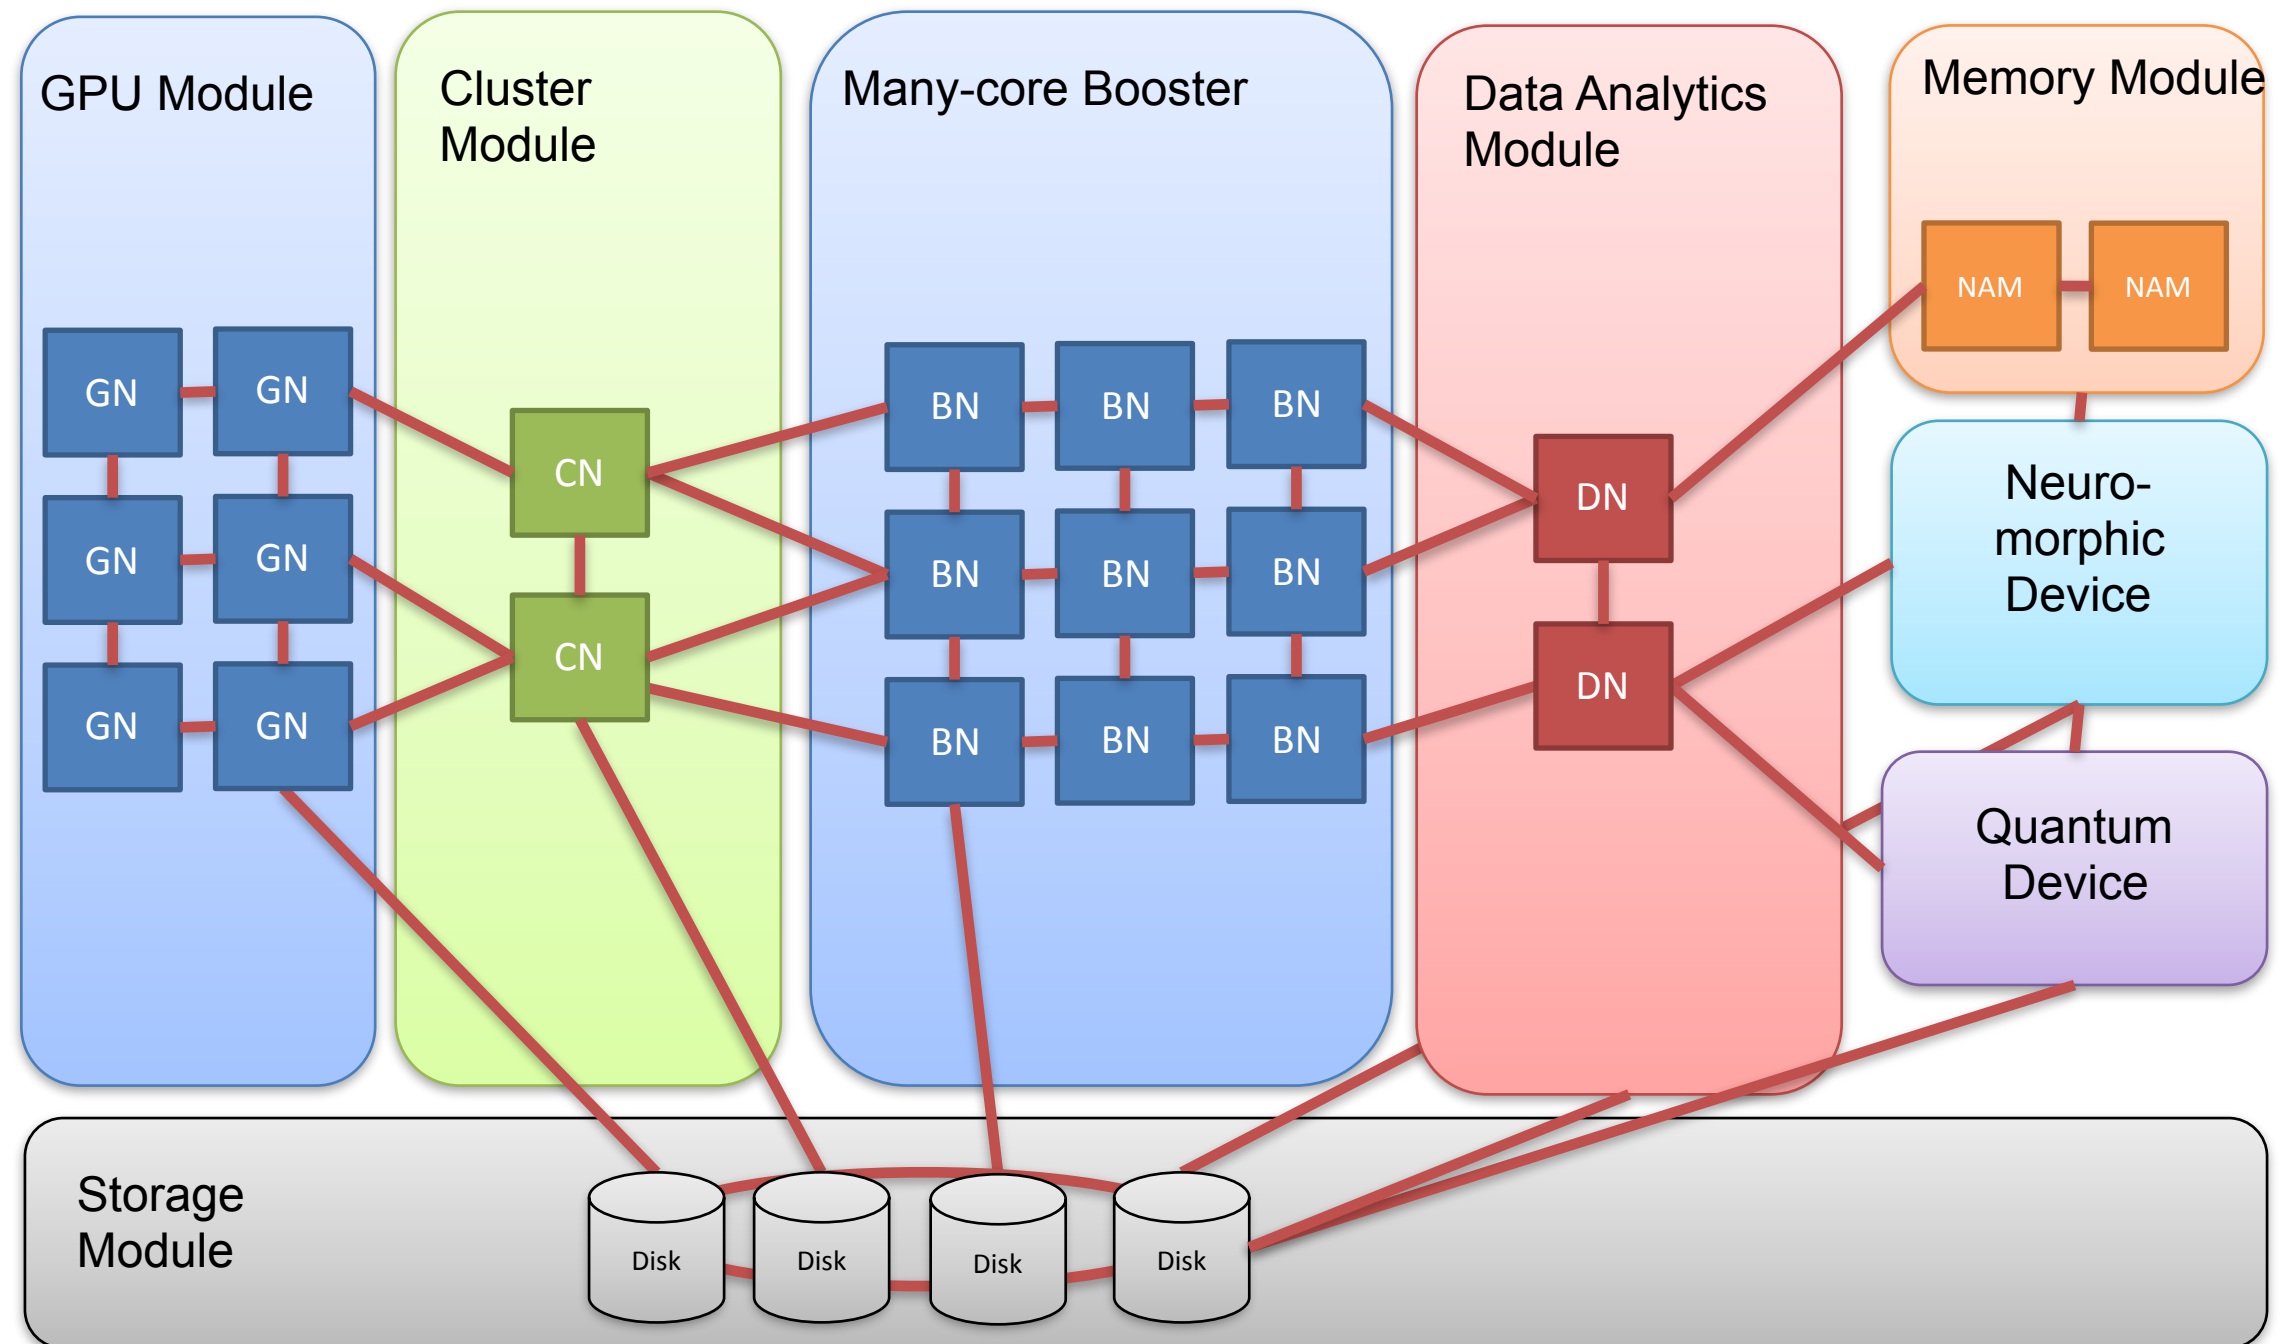 GPU Module
Cluster
Module
Many-core Booster
Data Analytics
Module
Memory Module
NAM NAM
GN GN
GN GN
GN GN
CN
CN
BN BN BN
BN BN BN
BN BN BN
DN
DN
Neuro-
morphic
Device
Quantum
Device
Storage
Module
Disk Disk Disk Disk